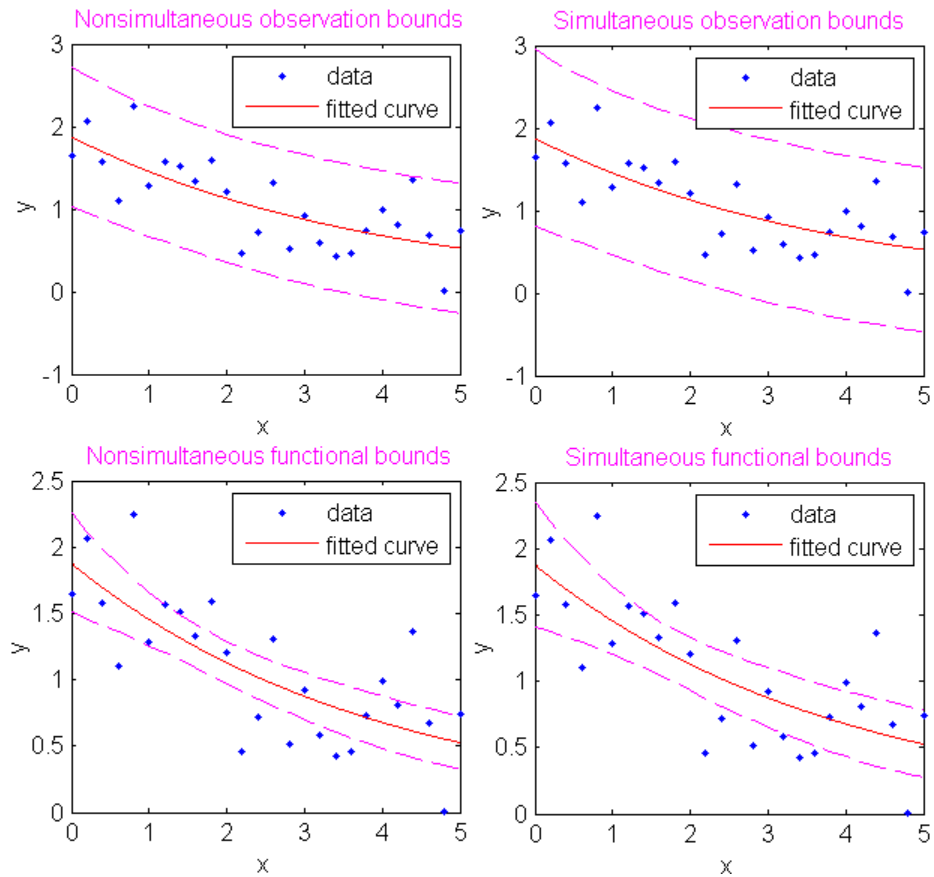 Nonsimultaneous observation bounds
3
2
1
0
-1
y
data
fitted curve
0 1 2 3 4 5
x
Simultaneous observation bounds
3
2
1
0
-1
y
data
fitted curve
0 1 2 3 4 5
x
Nonsimultaneous functional bounds
2.5
2
1.5
1
0.5
0
y
data
fitted curve
0 1 2 3 4 5
x
Simultaneous functional bounds
2.5
2
1.5
1
0.5
0
y
data
fitted curve
0 1 2 3 4 5
x